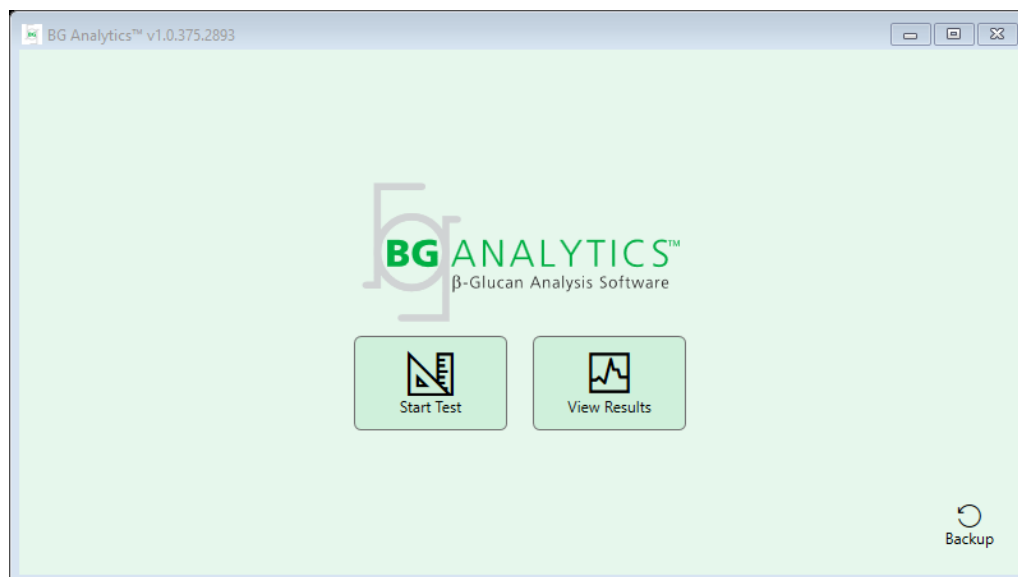 BG Analytics™ v1.0.375.2893
BG ANALYTICS™
β-Glucan Analysis Software
Start Test
View Results
Backup